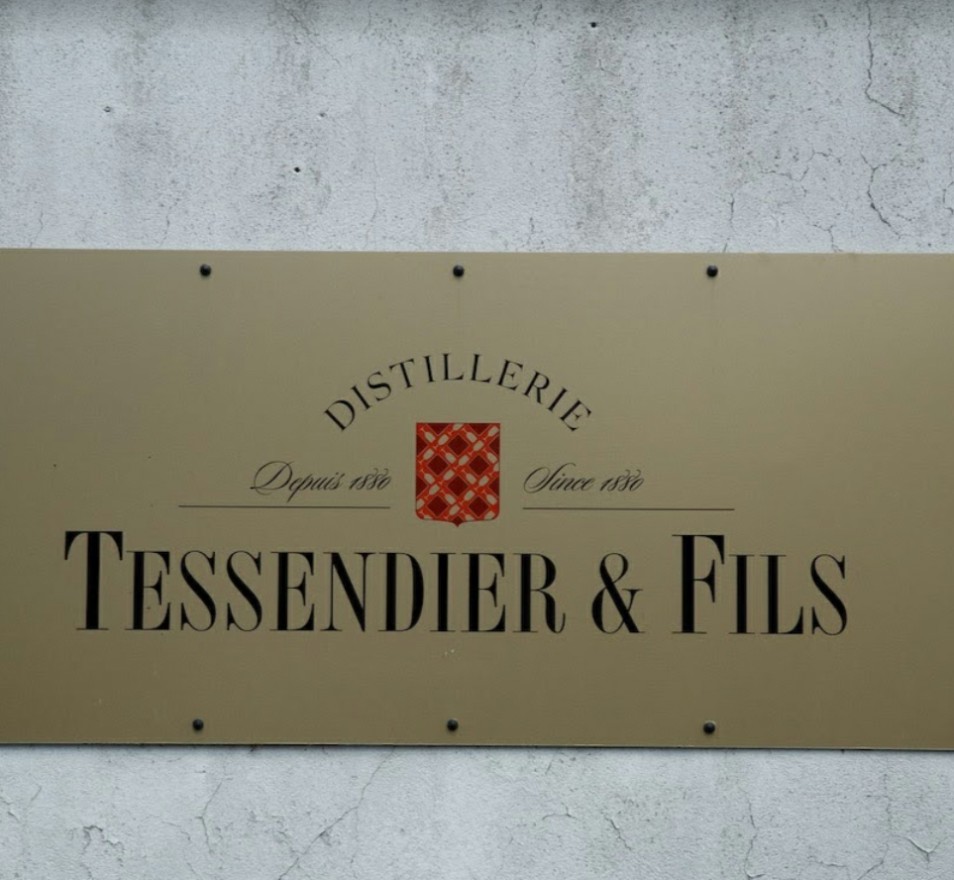 DISTILLERIE
Depuis 1880 Since 1880
TESSENDIER & FILS